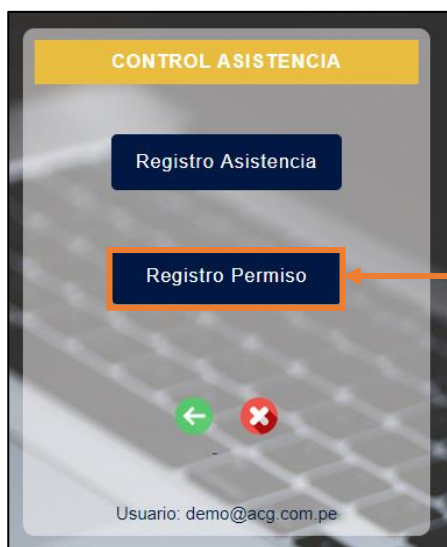 CONTROL ASISTENCIA
Registro Asistencia
Registro Permiso
-
Usuario: demo@acg.com.pe